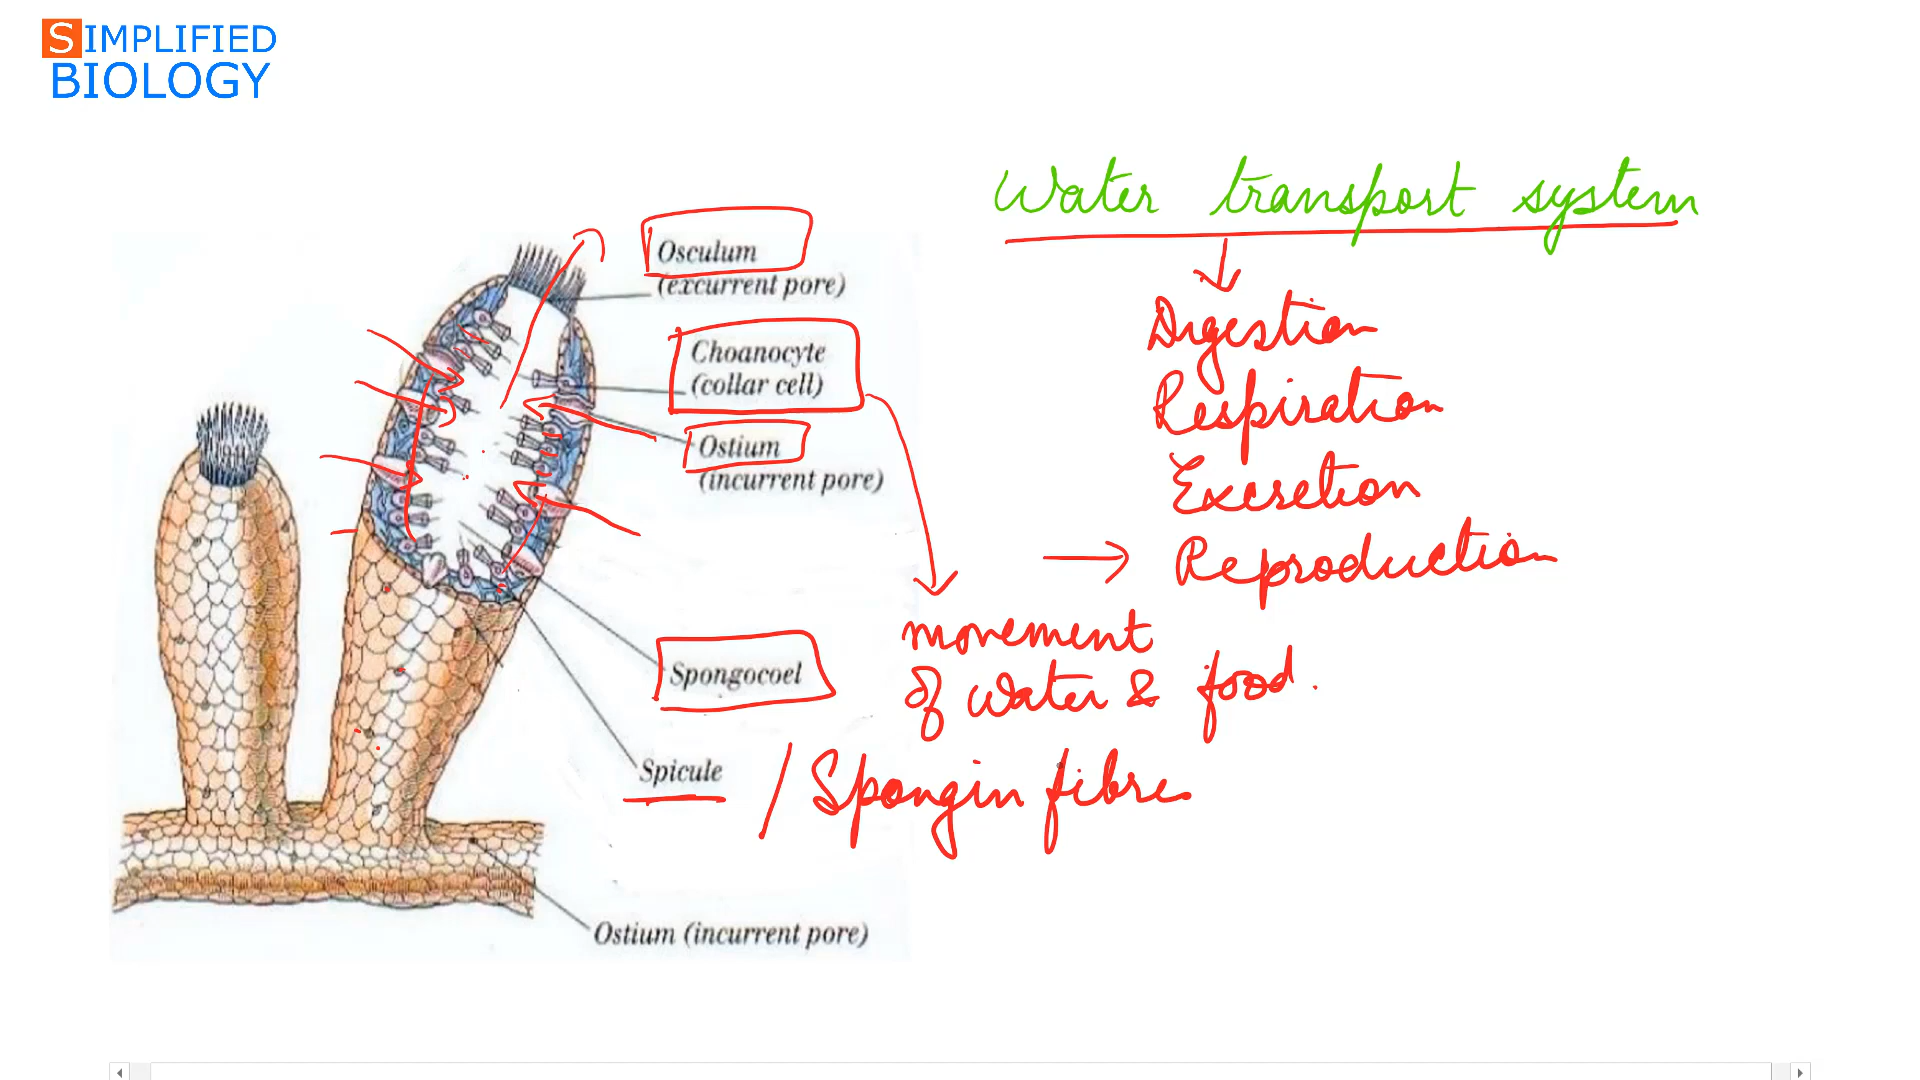 SIMPLIFIED
BIOLOGY
Water transport system
Osculum
(excurrent pore)
Choanocyte
(collar cell)
Ostium
(incurrent pore)
Spongocoel
Spicule
Ostium (incurrent pore)
Digestion
Respiration
Excretion
→ Reproduction
movement
of water & food.
/ Spongin fibre